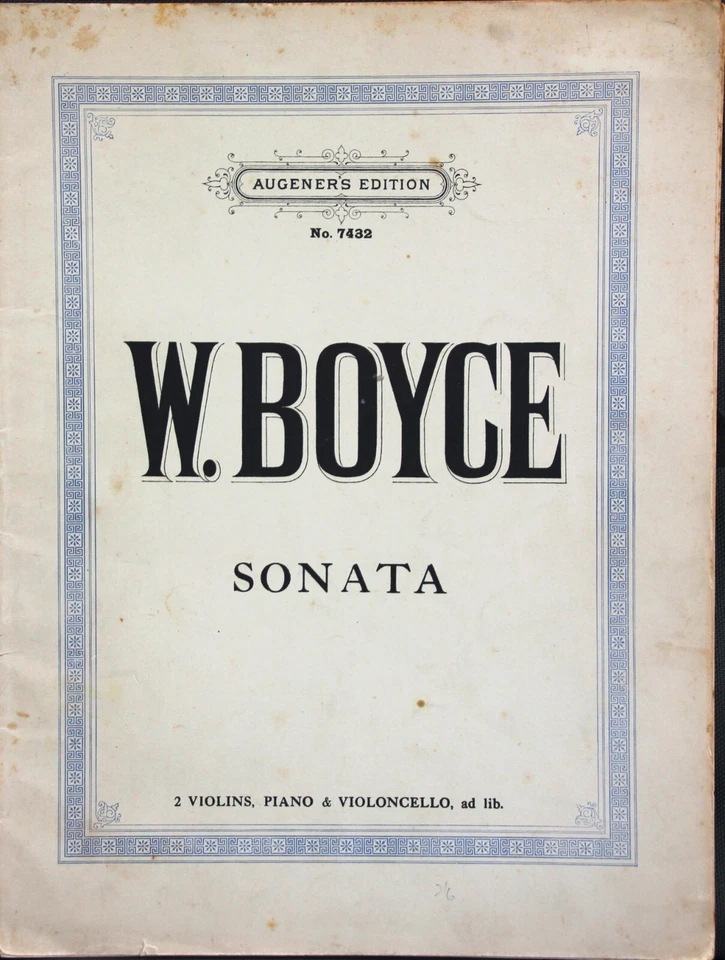 AUGENER'S EDITION
No. 7432
W. BOYCE
SONATA
2 VIOLINS, PIANO & VIOLONCELLO, ad lib.